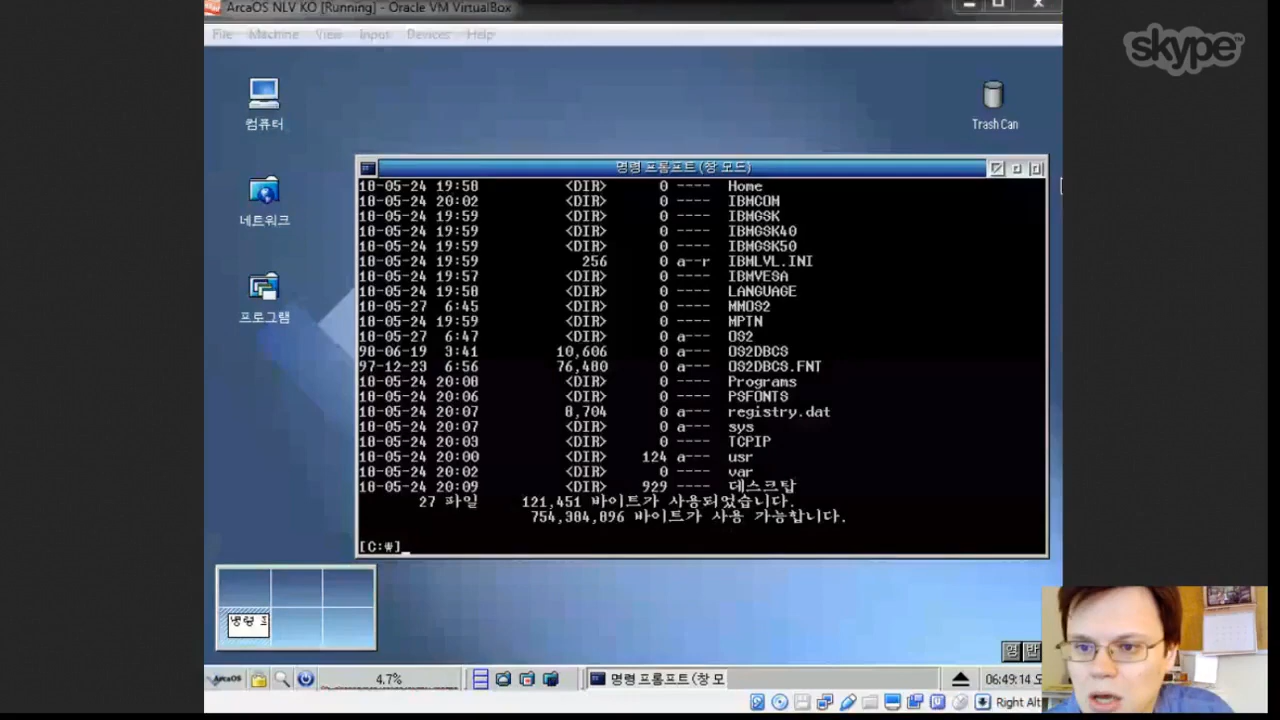 ArcaOS NLV KO [Running] - Oracle VM VirtualBox
File Machine View Input Devices Help
skype™
컴퓨터
Trash Can
네트워크
프로그램
명령 프롬프트(창 모드)
18-05-24 19:58 <DIR> 0 ---- Home
18-05-24 20:02 <DIR> 0 ---- IBMCOM
18-05-24 19:59 <DIR> 0 ---- IBMGSK
18-05-24 19:59 <DIR> 0 ---- IBMGSK40
18-05-24 19:59 <DIR> 0 ---- IBMGSK50
18-05-24 19:59 256 0 a--r IBMLVL.INI
18-05-24 19:57 <DIR> 0 ---- IBMVESA
18-05-24 19:58 <DIR> 0 ---- LANGUAGE
18-05-27 6:45 <DIR> 0 ---- MMOS2
18-05-24 19:59 <DIR> 0 ---- MPTN
18-05-27 6:47 <DIR> 0 a--- OS2
98-06-19 3:41 10,606 0 a--- OS2DBCS
97-12-23 6:56 76,480 0 a--- OS2DBCS.FNT
18-05-24 20:08 <DIR> 0 ---- Programs
18-05-24 20:06 <DIR> 0 ---- PSFONTS
18-05-24 20:07 8,704 0 a--- registry.dat
18-05-24 20:07 <DIR> 0 a--- sys
18-05-24 20:03 <DIR> 0 ---- TCPIP
18-05-24 20:00 <DIR> 124 a--- usr
18-05-24 20:02 <DIR> 0 ---- var
18-05-24 20:09 <DIR> 929 ---- 데스크탑
27 파일 121,451 바이트가 사용되었습니다.
754,384,896 바이트가 사용 가능합니다.
[C:₩]
명령 프
영 반
ArcaOS 4.7% 명령 프롬프트(창 모 06:49:14
Right Alt